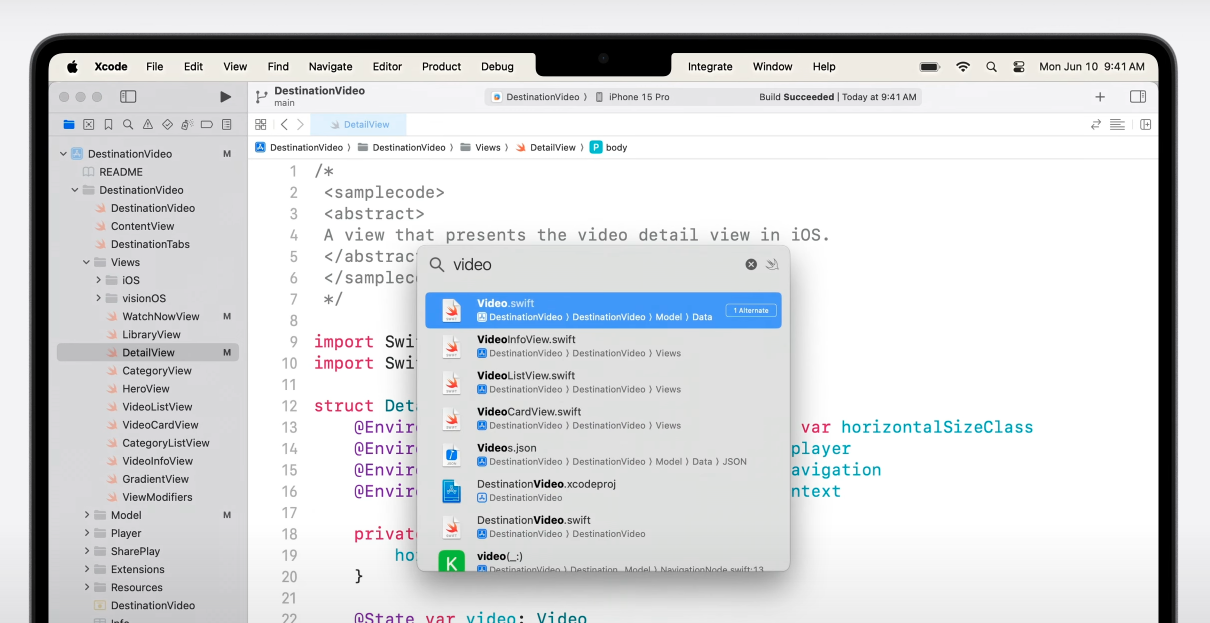 Xcode File Edit View Find Navigate Editor Product Debug Integrate Window Help Mon Jun 10 9:41 AM
DestinationVideo
main
DestinationVideo ⟩ iPhone 15 Pro
Build Succeeded | Today at 9:41 AM
DetailView
DestinationVideo ⟩ DestinationVideo ⟩ Views ⟩ DetailView ⟩ P body
DestinationVideo M
README
DestinationVideo
DestinationVideo
ContentView
DestinationTabs
Views
iOS
visionOS
WatchNowView M
LibraryView
DetailView M
CategoryView
HeroView
VideoListView
VideoCardView
CategoryListView
VideoInfoView
GradientView
ViewModifiers
Model M
Player
SharePlay
Extensions
Resources
DestinationVideo
Info
1 /*
2 <samplecode>
3 <abstract>
4 A view that presents the video detail view in iOS.
5 </abstrac
6 </samplec
7 */
8
9 import Swi
10 import Swi
11
12 struct Det
13 @Envir var horizontalSizeClass
14 @Envir player
15 @Envir avigation
16 @Envir ntext
17
18 privat
19 ho
20 }
21
22 @State var video: Video
video
Video.swift
DestinationVideo ⟩ DestinationVideo ⟩ Model ⟩ Data
1 Alternate
VideoInfoView.swift
DestinationVideo ⟩ DestinationVideo ⟩ Views
VideoListView.swift
DestinationVideo ⟩ DestinationVideo ⟩ Views
VideoCardView.swift
DestinationVideo ⟩ DestinationVideo ⟩ Views
Videos.json
DestinationVideo ⟩ DestinationVideo ⟩ Model ⟩ Data ⟩ JSON
DestinationVideo.xcodeproj
DestinationVideo
DestinationVideo.swift
DestinationVideo ⟩ DestinationVideo
K
video(_:)
DestinationVideo ⟩ Destination...Model ⟩ NavigationNode.swift:13